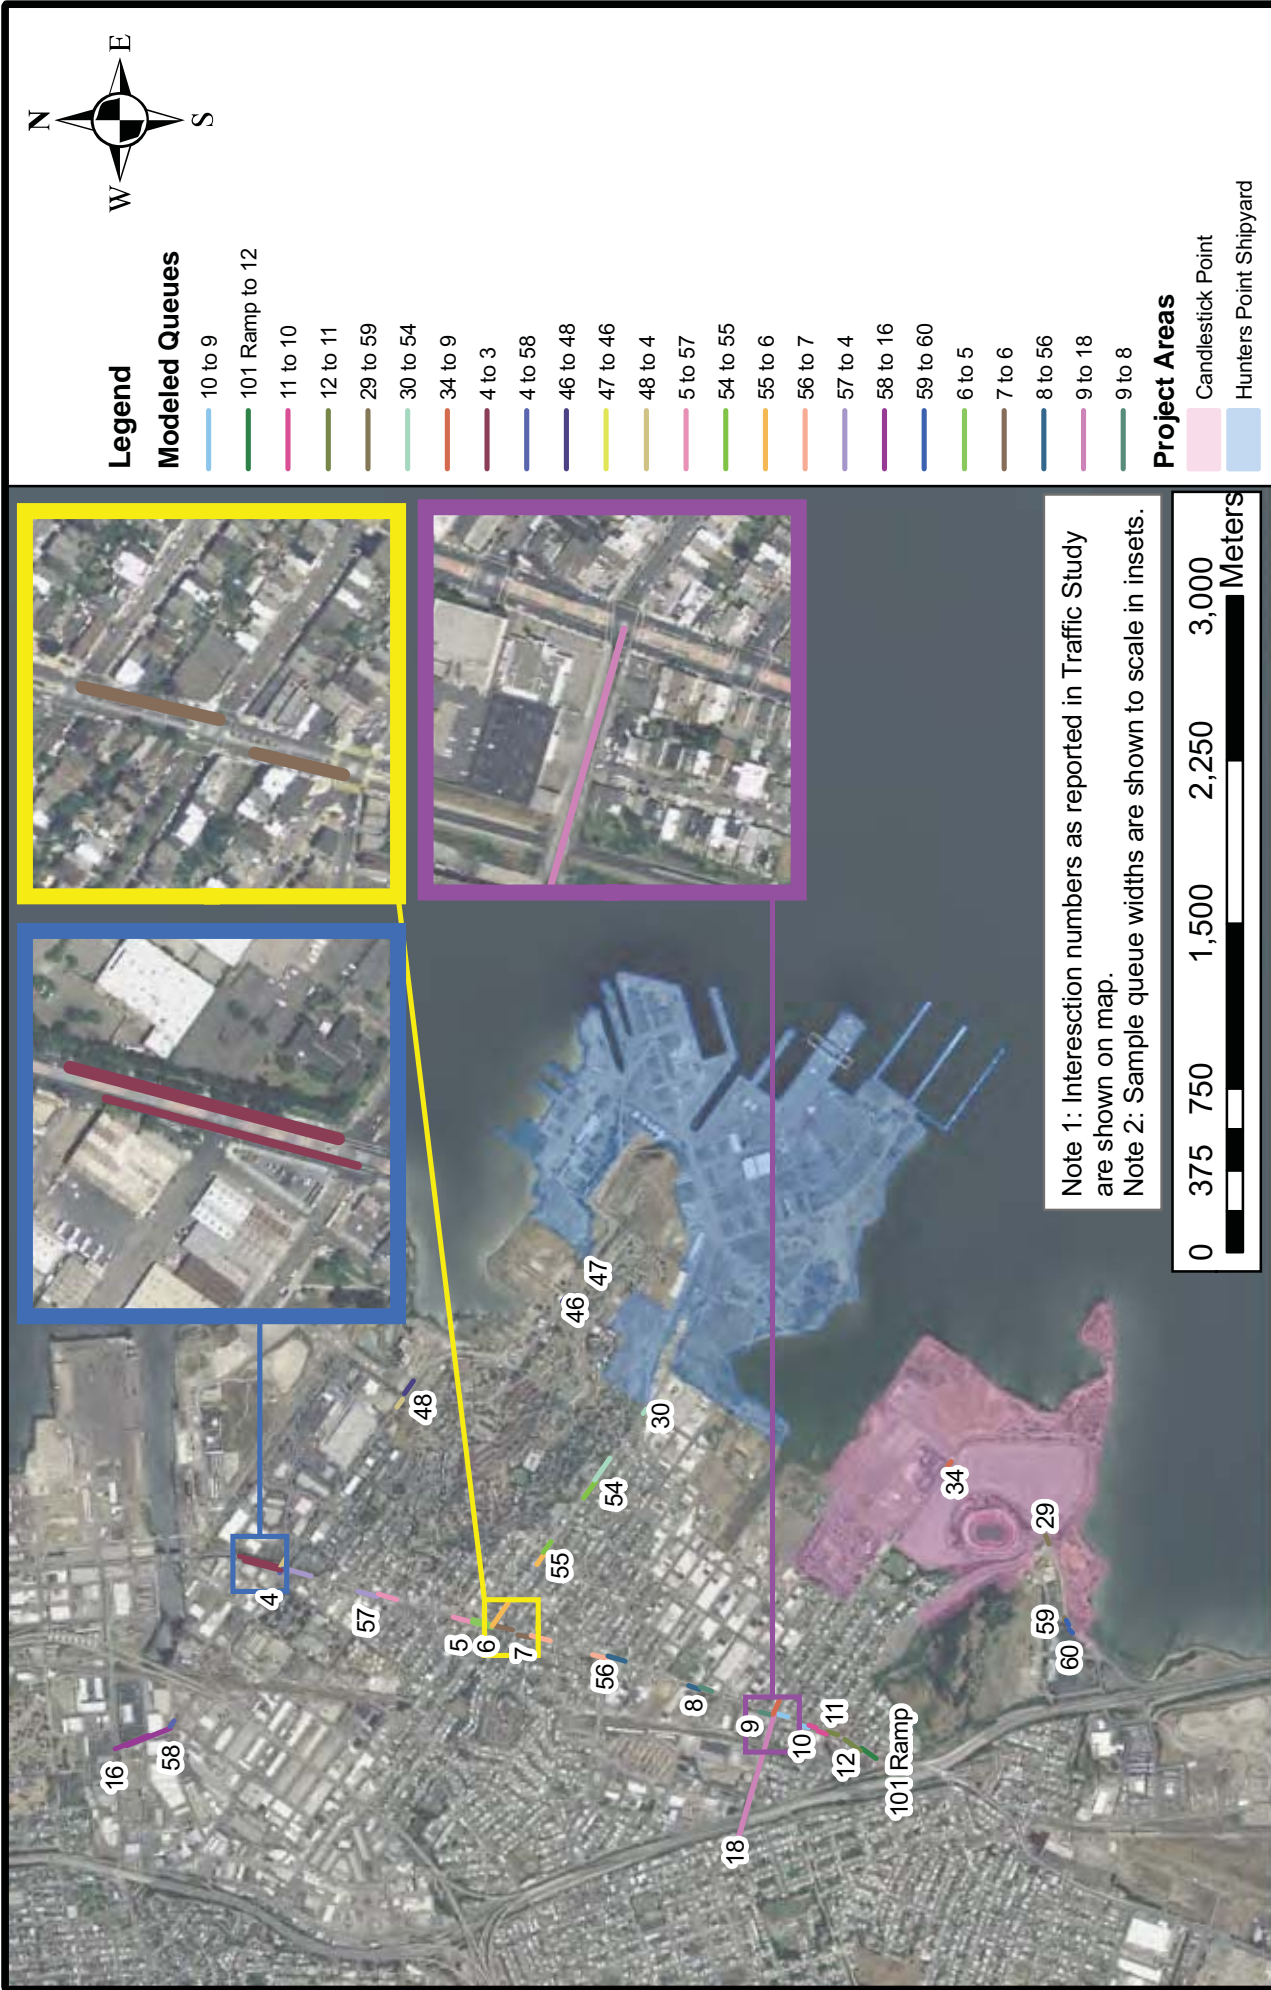 N
W E
S
Legend
Modeled Queues
10 to 9
101 Ramp to 12
11 to 10
12 to 11
29 to 59
30 to 54
34 to 9
4 to 3
4 to 58
46 to 48
47 to 46
48 to 4
5 to 57
54 to 55
55 to 6
56 to 7
57 to 4
58 to 16
59 to 60
6 to 5
7 to 6
8 to 56
9 to 18
9 to 8
Project Areas
Candlestick Point
Hunters Point Shipyard
16
58
4
57
48
5
6
7
55
54
46
47
30
56
8
9
10
11
12
101 Ramp
18
34
29
59
60
Note 1: Interesction numbers as reported in Traffic Study
are shown on map.
Note 2: Sample queue widths are shown to scale in insets.
0 375 750 1,500 2,250 3,000
Meters